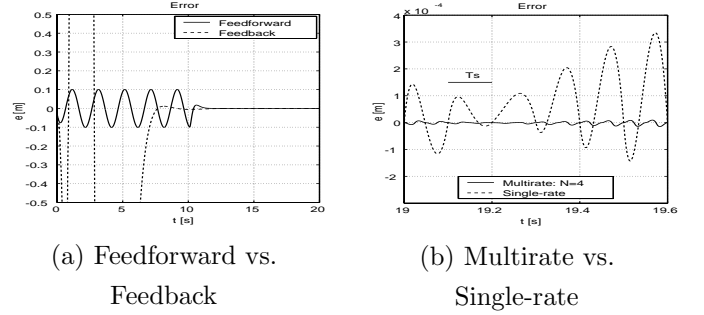 Error
Feedforward
Feedback
0.5
0.4
0.3
0.2
0.1
0
-0.1
-0.2
-0.3
-0.4
-0.5
e [m]
0
5
10
15
20
t [s]
(a) Feedforward vs.
Feedback
x 10 -4
Error
4
3
2
1
0
-1
-2
e [m]
Ts
Multirate: N=4
Single-rate
19
19.2
19.4
19.6
t [s]
(b) Multirate vs.
Single-rate